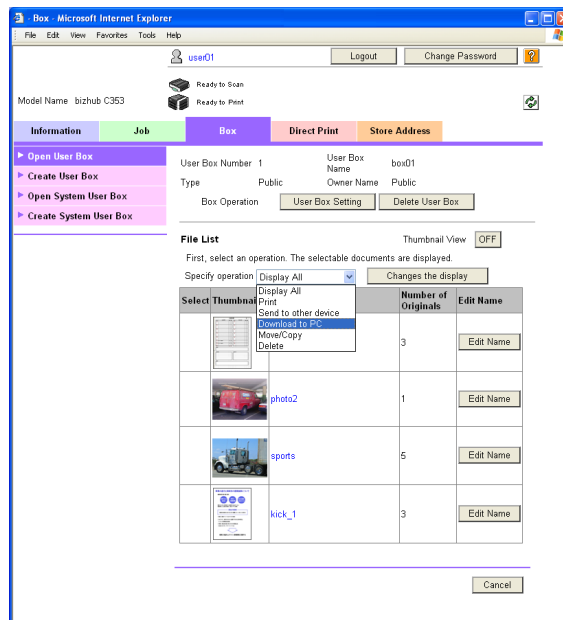 - Box - Microsoft Internet Explorer
File Edit View Favorites Tools Help
user01 Logout Change Password ?
Ready to Scan
Model Name bizhub C353 Ready to Print
Information Job Box Direct Print Store Address
Open User Box
Create User Box
Open System User Box
Create System User Box
User Box Number 1 User Box Name box01
Type Public Owner Name Public
Box Operation User Box Setting Delete User Box
File List Thumbnail View OFF
First, select an operation. The selectable documents are displayed.
Specify operation Display All Changes the display
Display All
Print
Send to other device
Download to PC
Move/Copy
Delete
Select Thumbnai Number of Originals Edit Name
3 Edit Name
photo2 1 Edit Name
sports 5 Edit Name
kick_1 3 Edit Name
Cancel